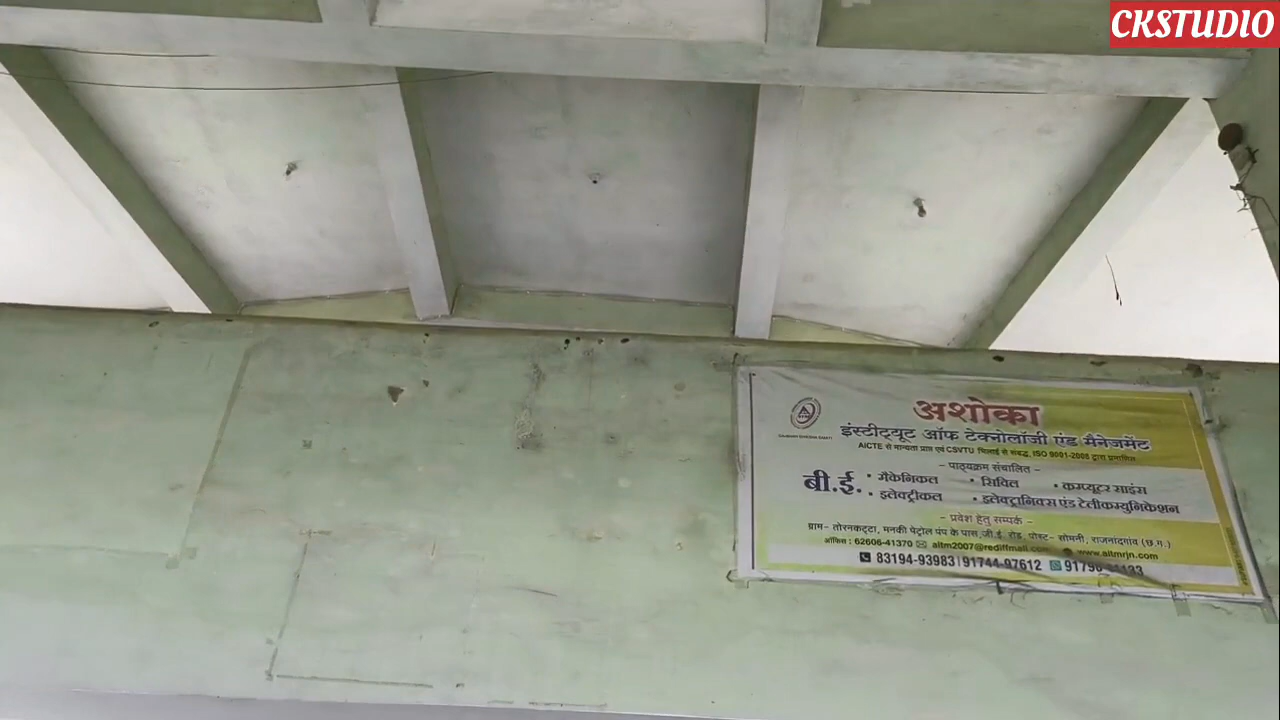 CKSTUDIO
अशोका
इंस्टीट्यूट ऑफ टेक्नोलॉजी एंड मैनेजमेंट
AICTE से मान्यता प्राप्त एवं CSVTU भिलाई से संबद्ध, ISO 9001-2008 द्वारा प्रमाणित
- पाठ्यक्रम संचालित -
बी.ई. • मैकेनिकल • सिविल • कम्प्यूटर साइंस
• इलेक्ट्रीकल • इलेक्ट्रानिक्स एंड टेलीकम्युनिकेशन
- प्रवेश हेतु सम्पर्क -
ग्राम- तोरनकट्टा, मनकी पेट्रोल पंप के पास, जी.ई. रोड, पोस्ट- सोमनी, राजनादगांव (छ.ग.)
ऑफिस : 62606-41370 aitm2007@rediffmail.com www.aitmrjn.com
83194-93983 | 91744-97612